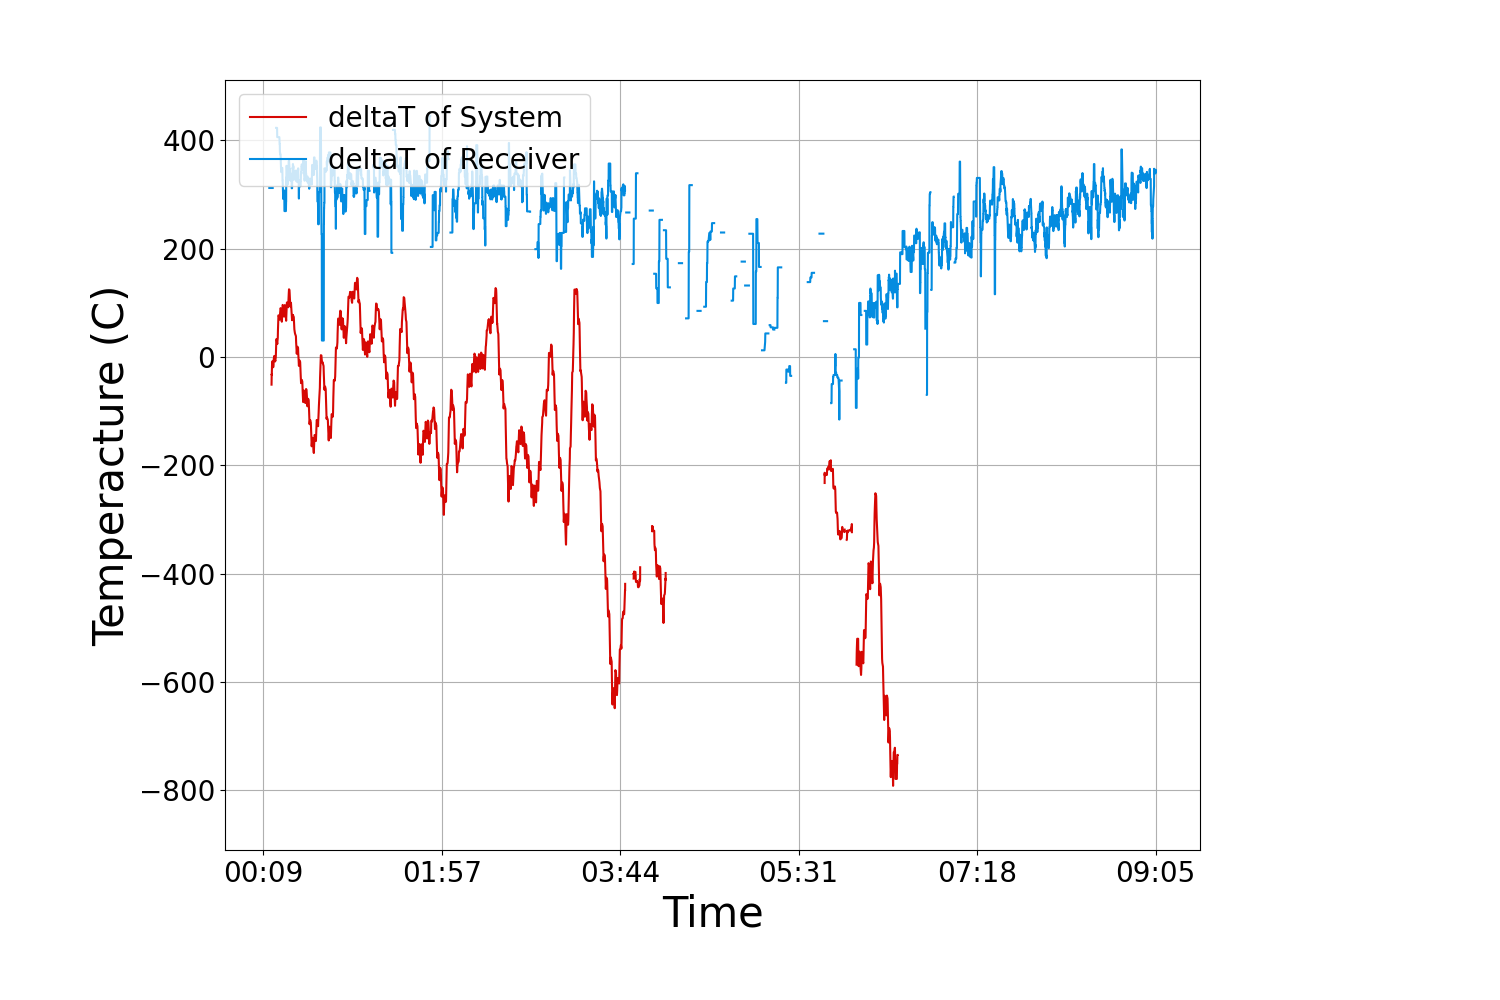 deltaT of System
deltaT of Receiver
400
200
0
−200
−400
−600
−800
Temperacture (C)
00:09 01:57 03:44 05:31 07:18 09:05
Time